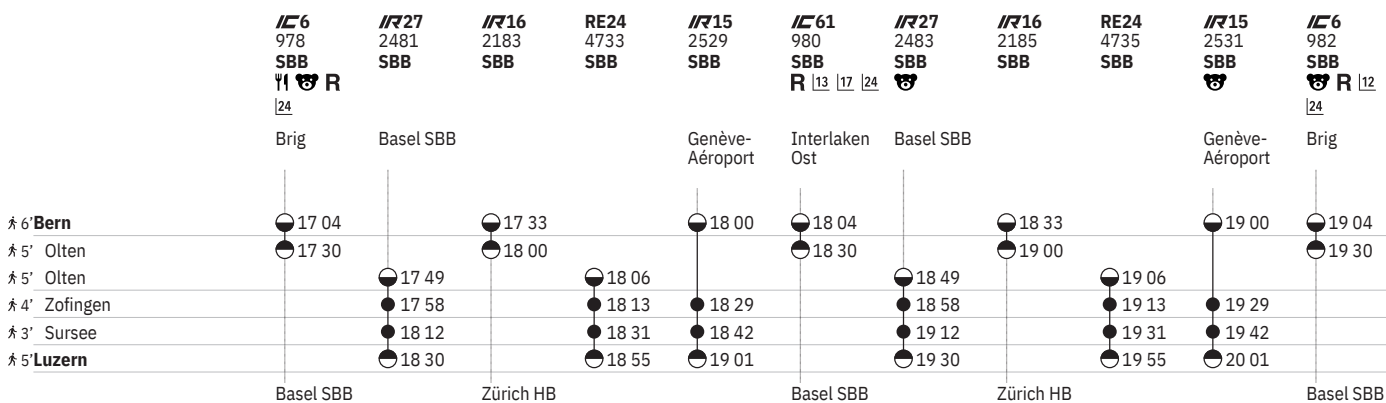 IC6 IR27 IR16 RE24 IR15 IC61 IR27 IR16 RE24 IR15 IC6
978 2481 2183 4733 2529 980 2483 2185 4735 2531 982
SBB SBB SBB SBB SBB SBB SBB SBB SBB SBB SBB
R R 13 17 24 R 12
24 24
Brig Basel SBB Genève- Interlaken Basel SBB Genève- Brig
Aéroport Ost Aéroport
6' Bern 17 04 17 33 18 00 18 04 18 33 19 00 19 04
5' Olten 17 30 18 00 18 30 19 00 19 30
5' Olten 17 49 18 06 18 49 19 06
4' Zofingen 17 58 18 13 18 29 18 58 19 13 19 29
3' Sursee 18 12 18 31 18 42 19 12 19 31 19 42
5' Luzern 18 30 18 55 19 01 19 30 19 55 20 01
Basel SBB Zürich HB Basel SBB Zürich HB Basel SBB